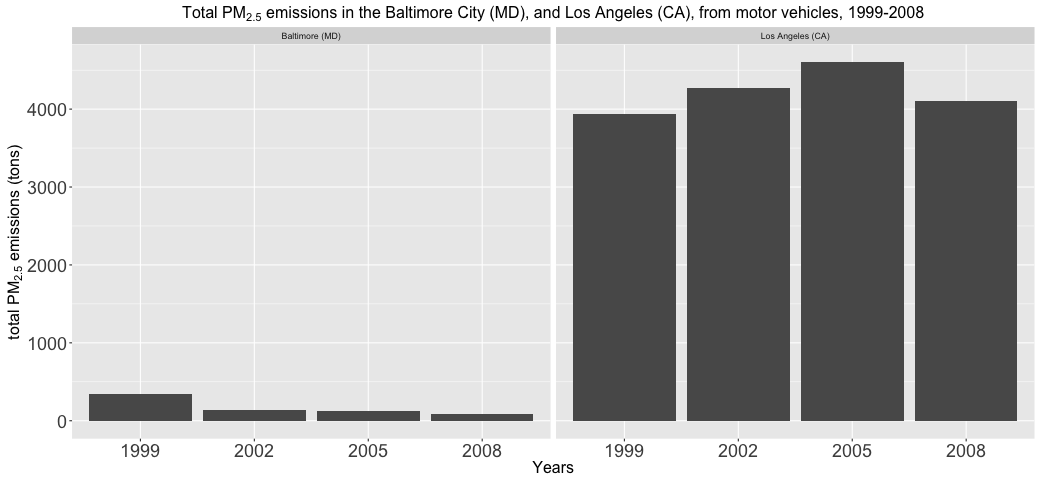 Total PM2.5 emissions in the Baltimore City (MD), and Los Angeles (CA), from motor vehicles, 1999-2008
Baltimore (MD)
Los Angeles (CA)
total PM2.5 emissions (tons)
4000
3000
2000
1000
0
1999 2002 2005 2008
1999 2002 2005 2008
Years